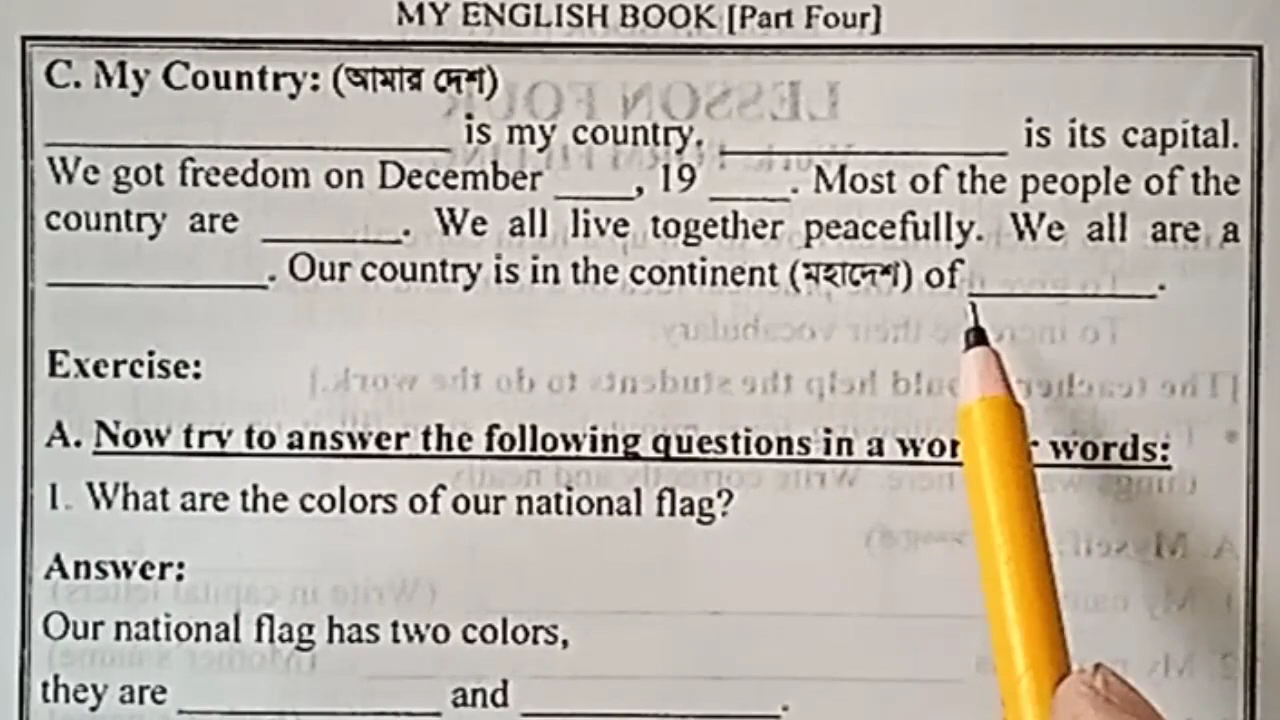 MY ENGLISH BOOK [Part Four]
C. My Country: (আমার দেশ)
____________ is my country, ____________ is its capital.
We got freedom on December ____, 19 ____. Most of the people of the
country are ______. We all live together peacefully. We all are a
__________. Our country is in the continent (মহাদেশ) of ________.
Exercise:
A. Now try to answer the following questions in a words:
1. What are the colors of our national flag?
Answer:
Our national flag has two colors,
they are ____________ and ____________.